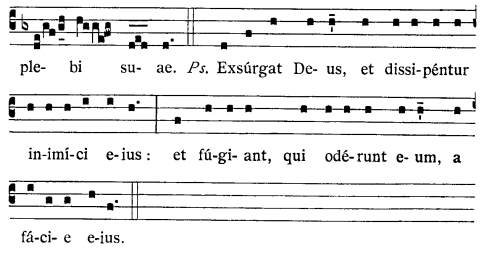 ple- bi su- ae. Ps. Exsúrgat De- us, et dissi-péntur
in-imí-ci e-ius : et fú-gi-ant, qui odé-runt e-um, a
fá-ci- e e-ius.